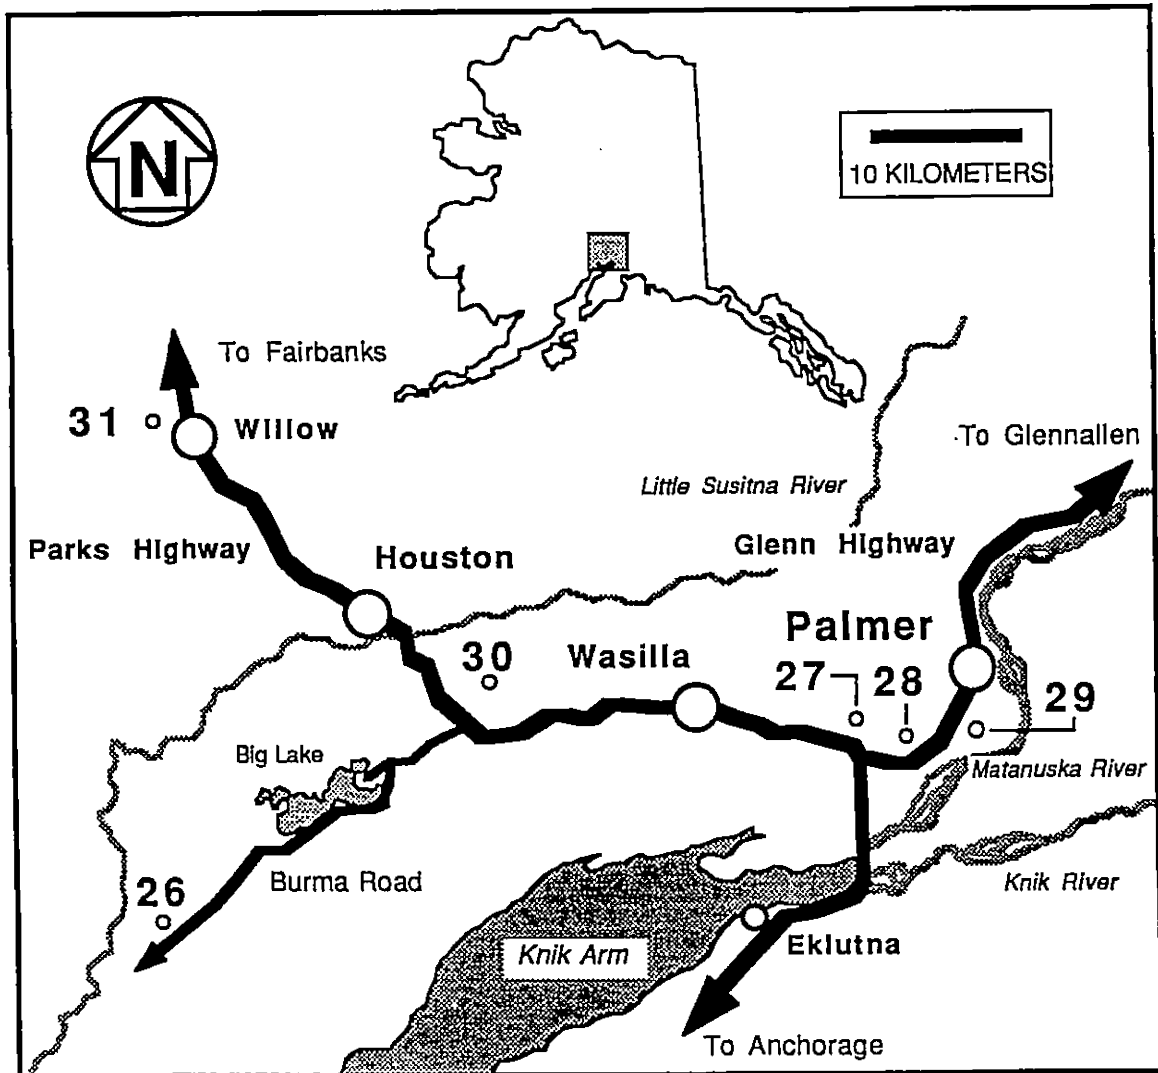 N
10 KILOMETERS
To Fairbanks
31
Willow
To Glennallen
Little Susitna River
Parks Highway
Houston
Glenn Highway
Palmer
30
Wasilla
27
28
29
Big Lake
Matanuska River
26
Burma Road
Knik River
Knik Arm
Eklutna
To Anchorage